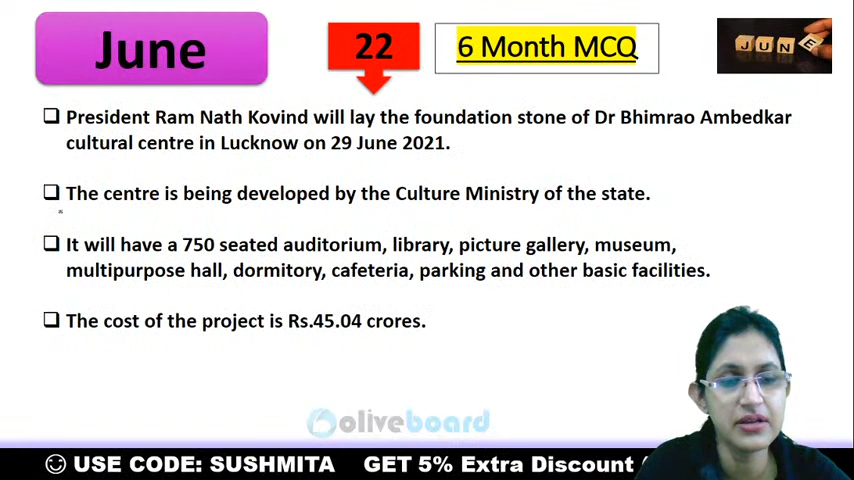 June
22
6 Month MCQ
JUNE
President Ram Nath Kovind will lay the foundation stone of Dr Bhimrao Ambedkar
cultural centre in Lucknow on 29 June 2021.
The centre is being developed by the Culture Ministry of the state.
It will have a 750 seated auditorium, library, picture gallery, museum,
multipurpose hall, dormitory, cafeteria, parking and other basic facilities.
The cost of the project is Rs.45.04 crores.
oliveboard
USE CODE: SUSHMITA GET 5% Extra Discount